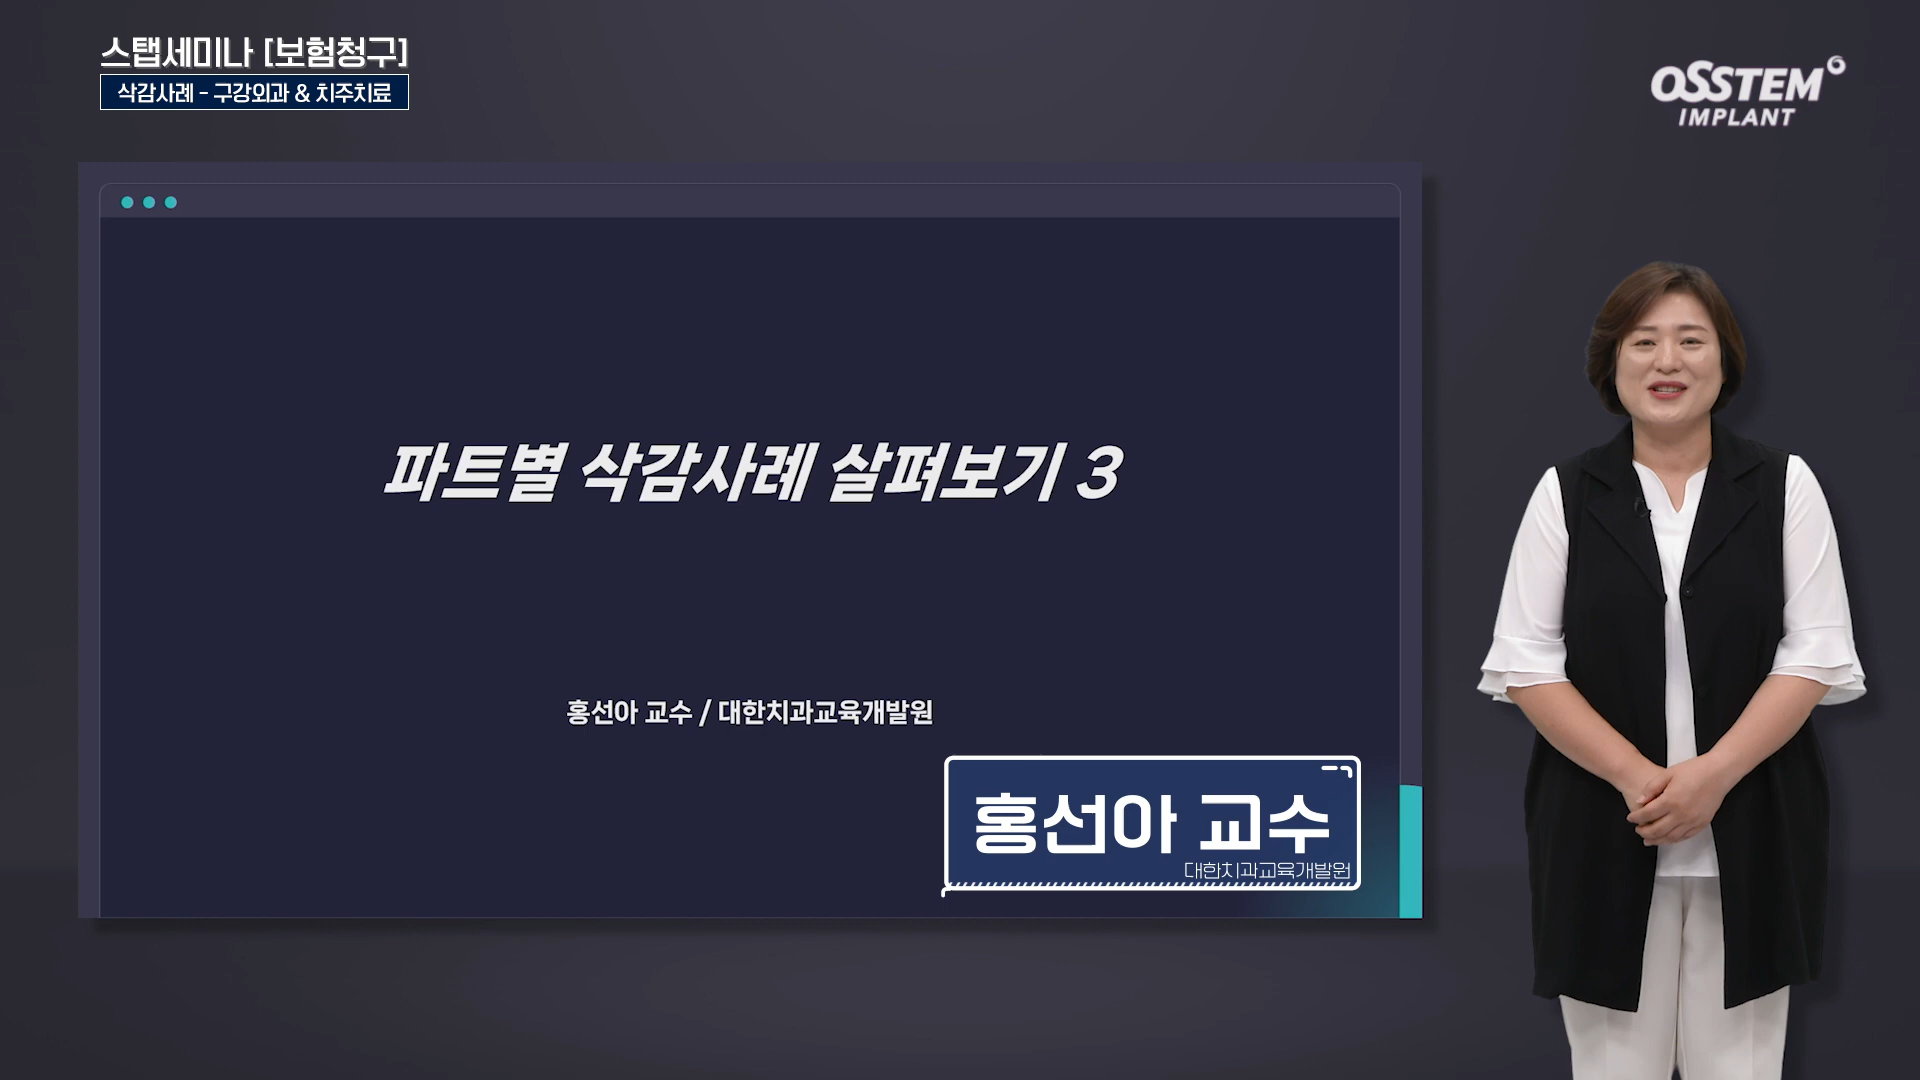 스탭세미나 [보험청구]
삭감사례 - 구강외과 & 치주치료
OSSTEM
IMPLANT
파트별 삭감사례 살펴보기 3
홍선아 교수 / 대한치과교육개발원
홍선아 교수
대한치과교육개발원